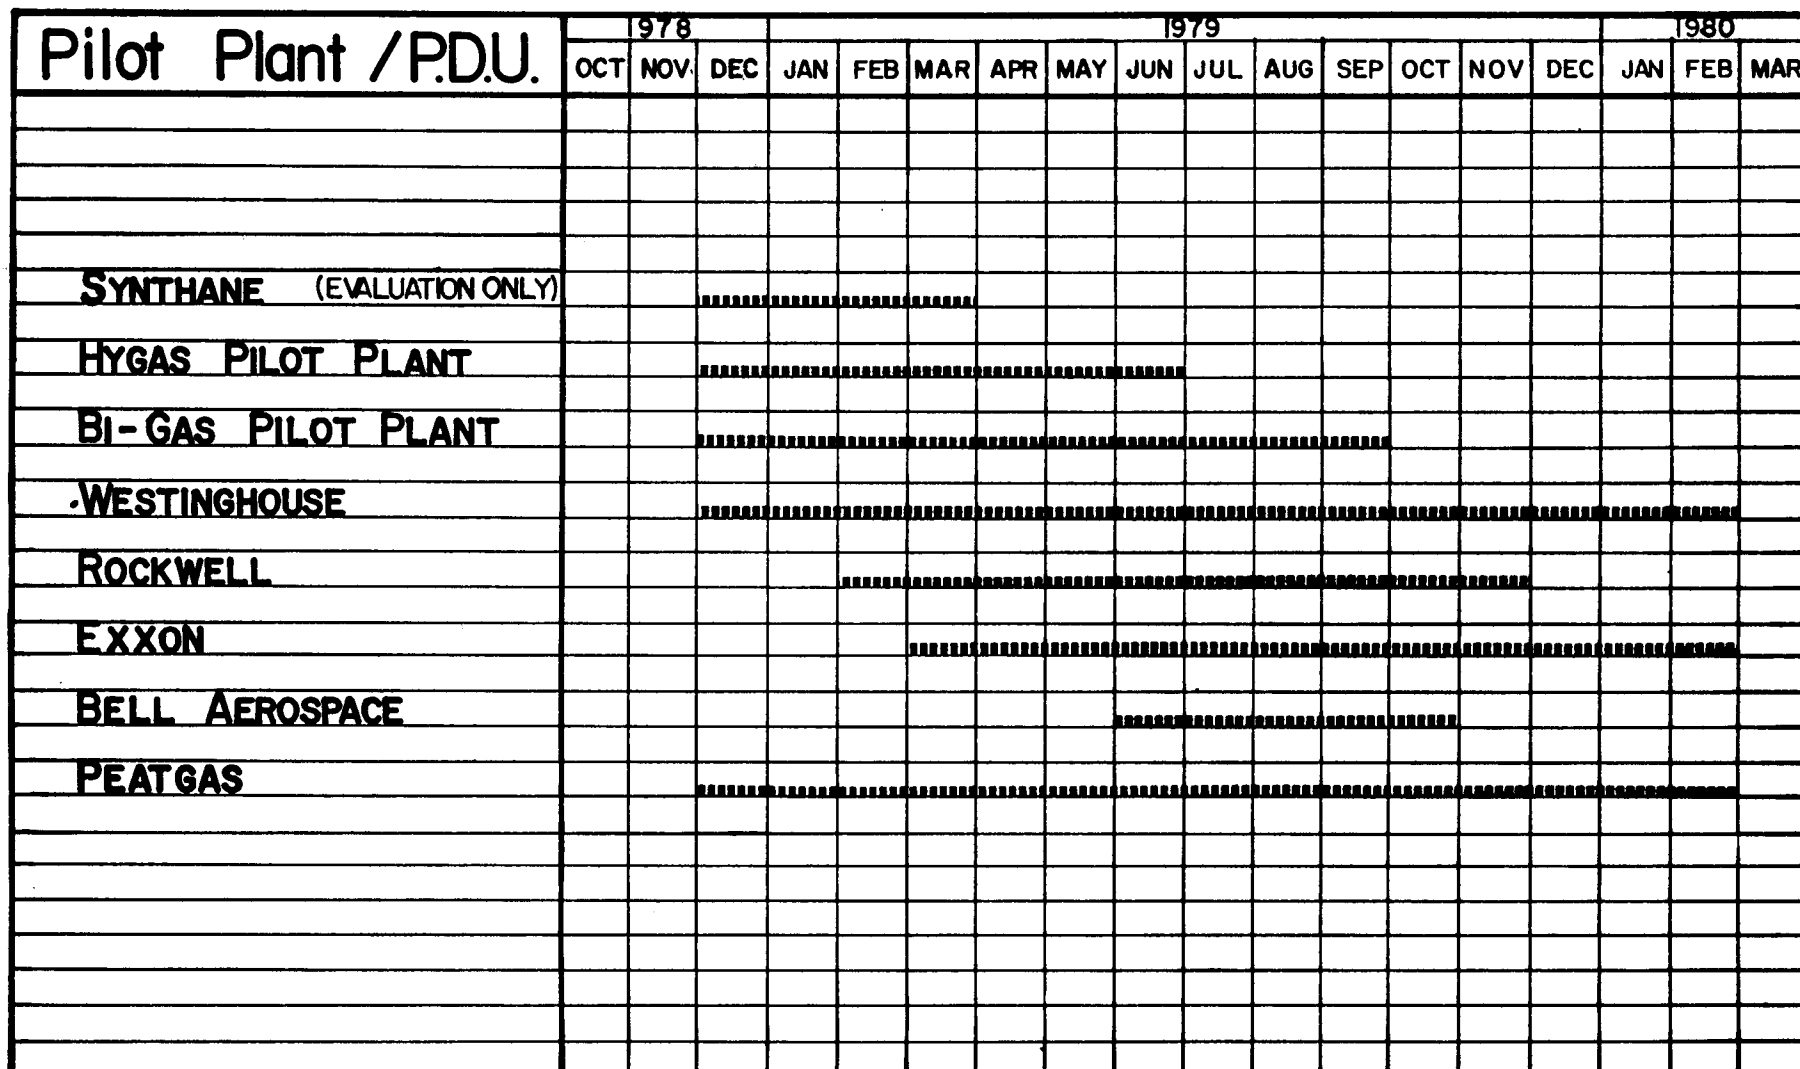 Pilot Plant / P.D.U.
1978 1979 1980
OCT NOV. DEC JAN FEB MAR APR MAY JUN JUL AUG SEP OCT NOV DEC JAN FEB MAR
SYNTHANE (EVALUATION ONLY)
HYGAS PILOT PLANT
BI-GAS PILOT PLANT
WESTINGHOUSE
ROCKWELL
EXXON
BELL AEROSPACE
PEATGAS